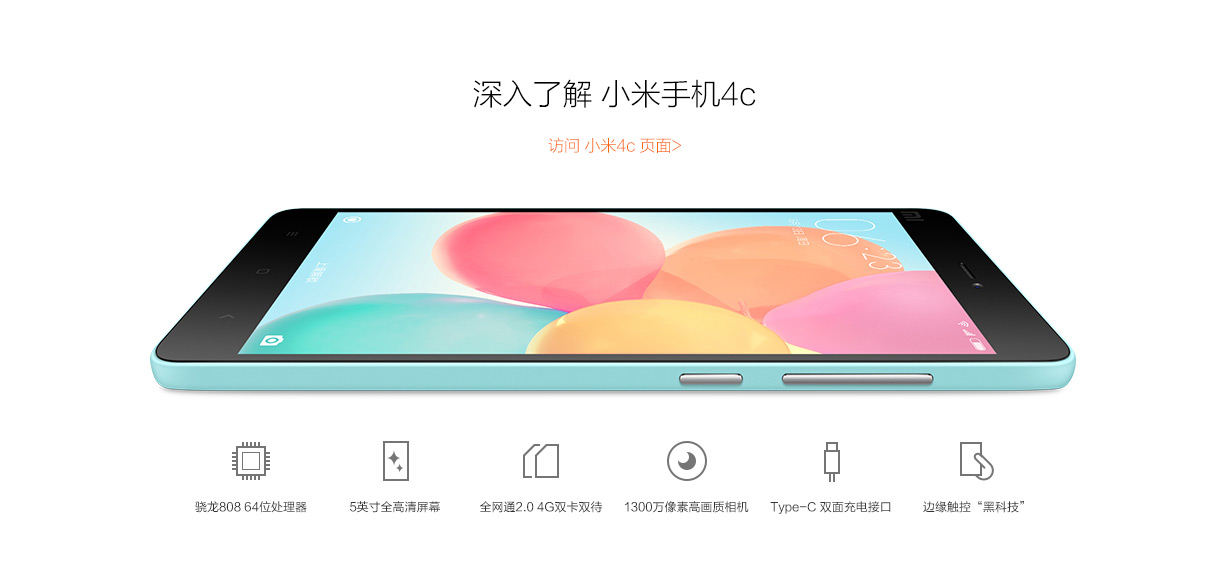 深入了解 小米手机4c
访问 小米4c 页面>
骁龙808 64位处理器
5英寸全高清屏幕
全网通2.0 4G双卡双待
1300万像素高画质相机
Type-C 双面充电接口
边缘触控“黑科技”